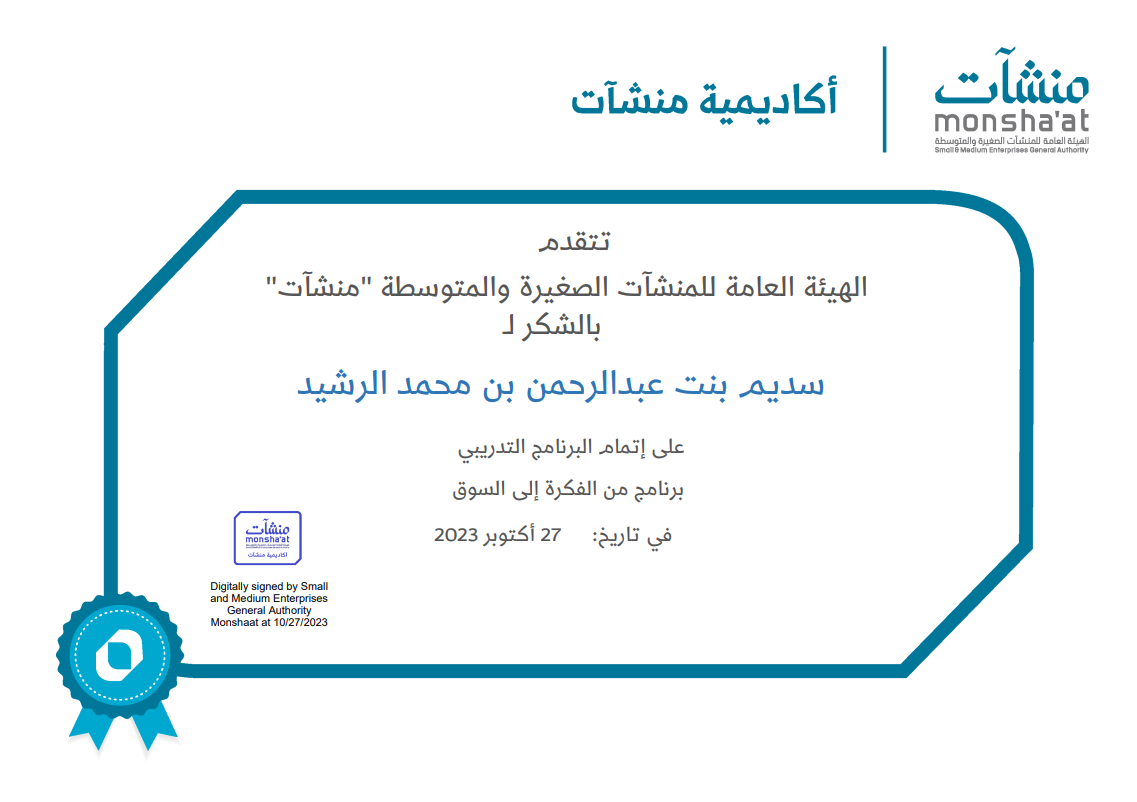 منشآت
monsha'at
الهيئة العامة للمنشآت الصغيرة والمتوسطة
Small & Medium Enterprises General Authority
أكاديمية منشآت
تتقدم
الهيئة العامة للمنشآت الصغيرة والمتوسطة "منشآت"
بالشكر لـ
سديم بنت عبدالرحمن بن محمد الرشيد
على إتمام البرنامج التدريبي
برنامج من الفكرة إلى السوق
في تاريخ: 27 أكتوبر 2023
منشآت
monsha'at
اكاديمية منشآت
Digitally signed by Small
and Medium Enterprises
General Authority
Monshaat at 10/27/2023